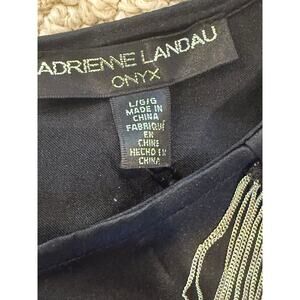 ADRIENNE LANDAU
ONYX
L/G/G
MADE IN
CHINA
FABRIQUÉ
EN
CHINE
HECHO EN
CHINA